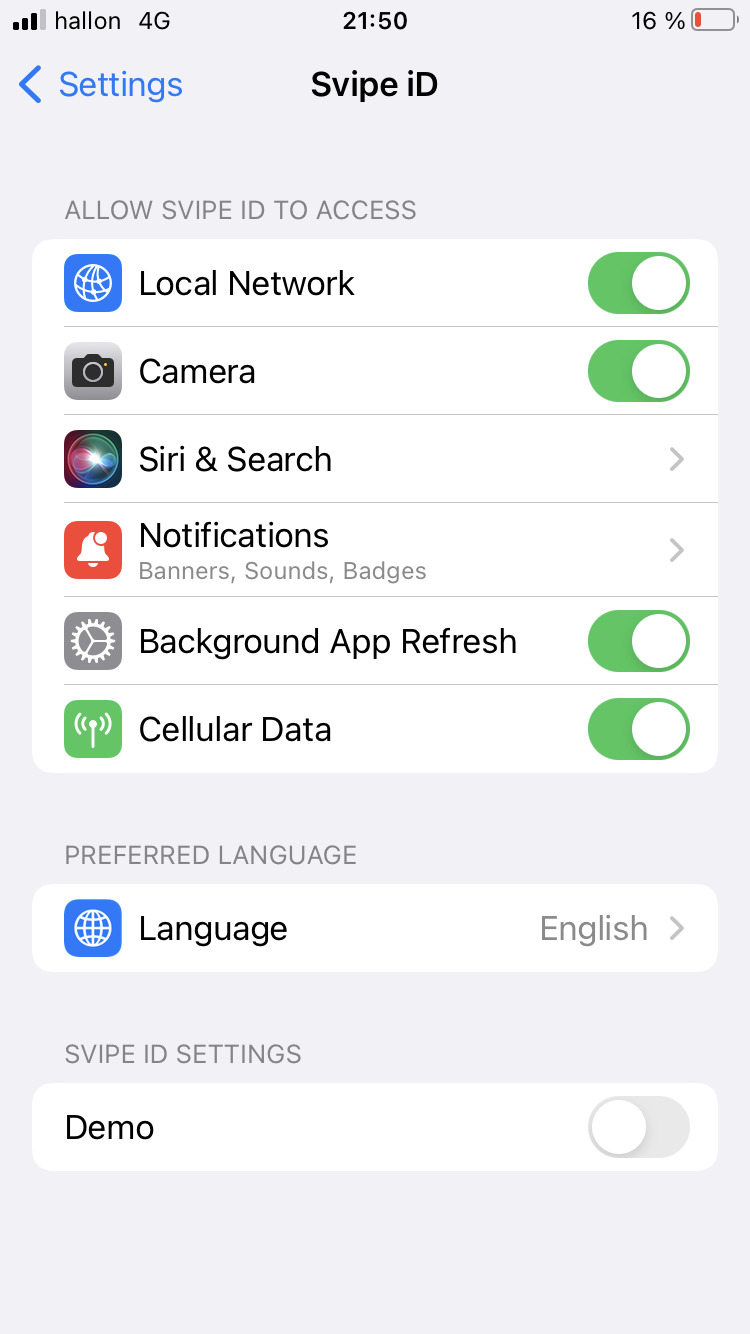 hallon 4G 21:50 16 %
Settings Svipe iD
ALLOW SVIPE ID TO ACCESS
Local Network
Camera
Siri & Search
Notifications
Banners, Sounds, Badges
Background App Refresh
Cellular Data
PREFERRED LANGUAGE
Language English
SVIPE ID SETTINGS
Demo